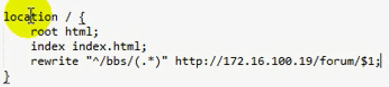 location / {
root html;
index index.html;
rewrite "^/bbs/(.*)" http://172.16.100.19/forum/$1;
}